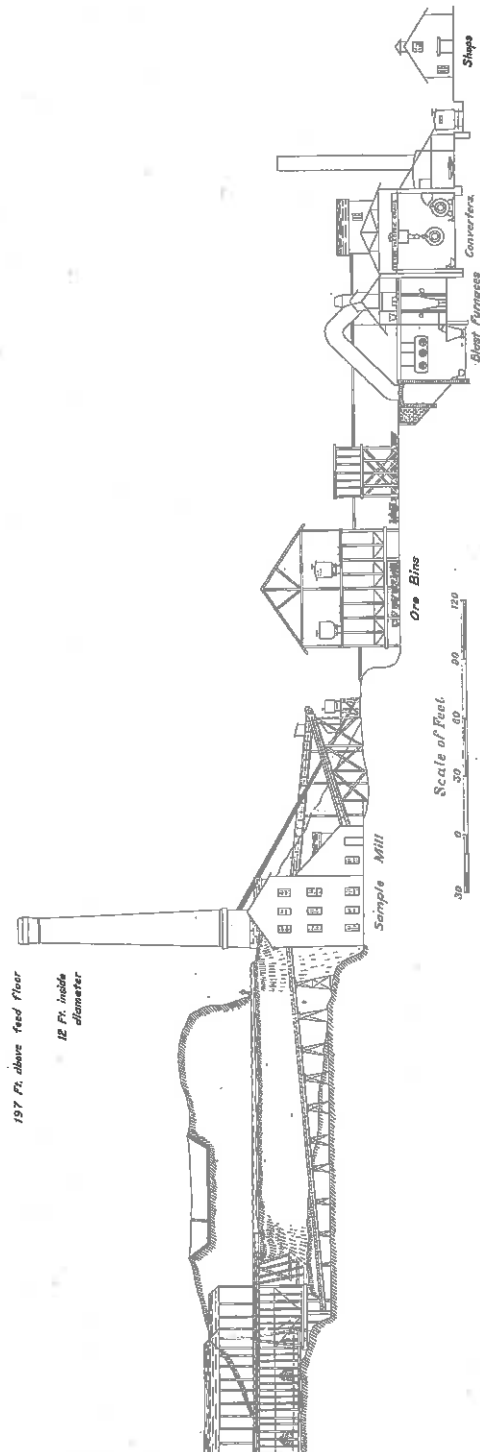 197 Ft. above feed floor
12 Ft. inside
diameter
Sample Mill
Ore Bins
Blast Furnaces
Converters.
Shops
Scale of Feet.
30 0 30 60 90 120